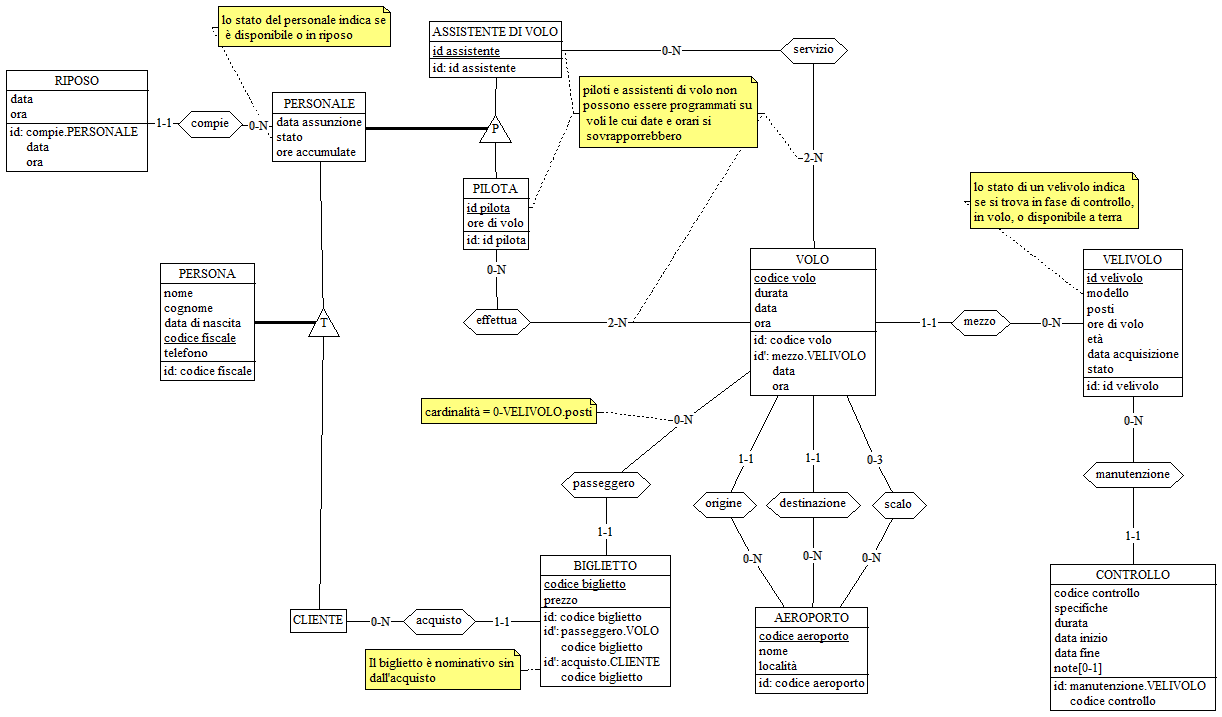 lo stato del personale indica se
è disponibile o in riposo
ASSISTENTE DI VOLO
id assistente
id: id assistente
0-N
servizio
RIPOSO
data
ora
id: compie.PERSONALE
data
ora
1-1
compie
0-N
PERSONALE
data assunzione
stato
ore accumulate
P
piloti e assistenti di volo non
possono essere programmati su
voli le cui date e orari si
sovrapporrebbero
2-N
PILOTA
id pilota
ore di volo
id: id pilota
0-N
effettua
2-N
lo stato di un velivolo indica
se si trova in fase di controllo,
in volo, o disponibile a terra
PERSONA
nome
cognome
data di nascita
codice fiscale
telefono
id: codice fiscale
T
VOLO
codice volo
durata
data
ora
id: codice volo
id': mezzo.VELIVOLO
data
ora
1-1
mezzo
0-N
VELIVOLO
id velivolo
modello
posti
ore di volo
età
data acquisizione
stato
id: id velivolo
cardinalità = 0-VELIVOLO.posti
0-N
passeggero
1-1
1-1
origine
0-N
1-1
destinazione
0-N
0-3
scalo
0-N
0-N
manutenzione
1-1
CLIENTE
0-N
acquisto
1-1
BIGLIETTO
codice biglietto
prezzo
id: codice biglietto
id': passeggero.VOLO
codice biglietto
id': acquisto.CLIENTE
codice biglietto
Il biglietto è nominativo sin
dall'acquisto
AEROPORTO
codice aeroporto
nome
località
id: codice aeroporto
CONTROLLO
codice controllo
specifiche
durata
data inizio
data fine
note[0-1]
id: manutenzione.VELIVOLO
codice controllo